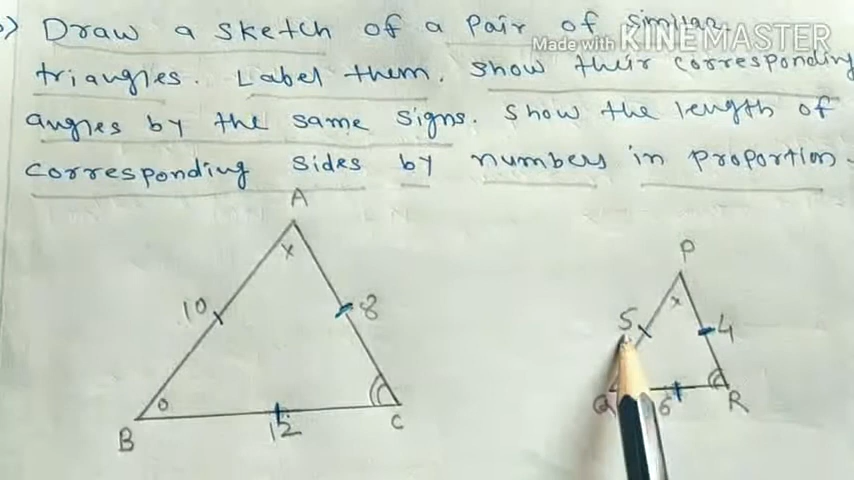 ) Draw a sketch of a pair of similar
Made with KINEMASTER
triangles. Label them. Show their corresponding
angles by the same signs. Show the length of
corresponding sides by numbers in proportion.
A
x
10
8
B
C
12
P
x
5
4
Q
6
R